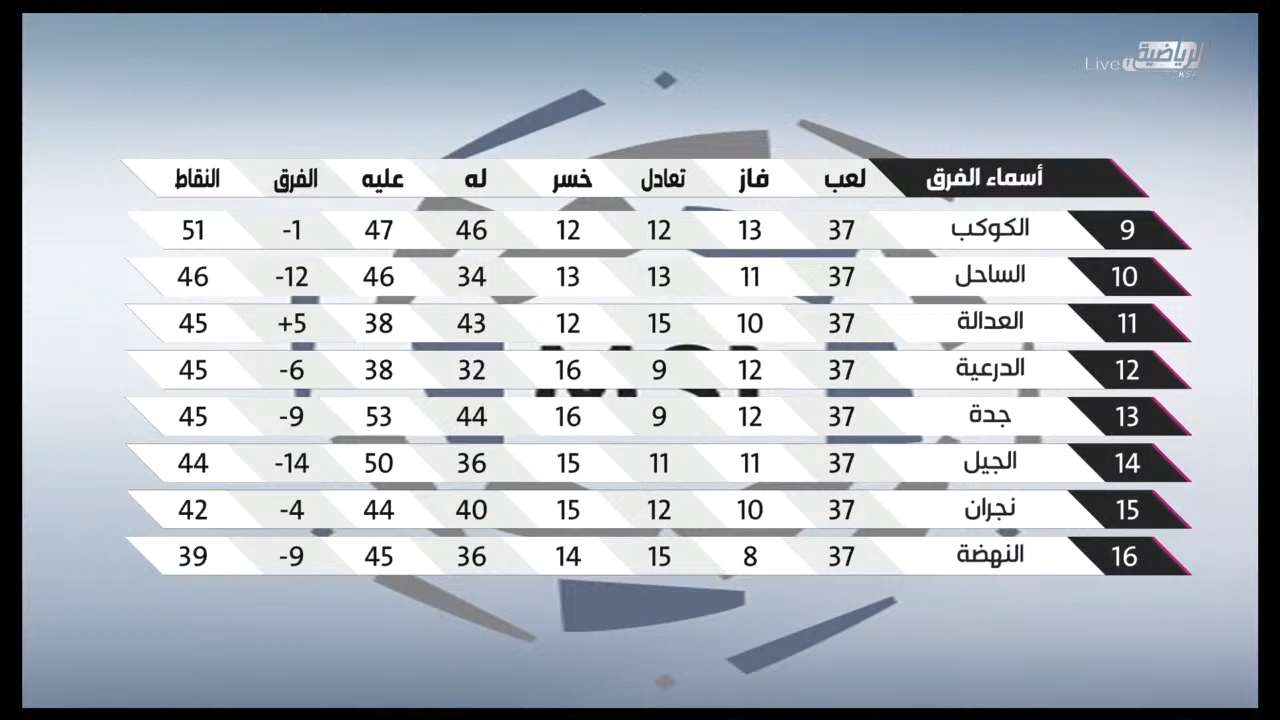 Live 1 الرياضية
KSA
أسماء الفرق لعب فاز تعادل خسر له عليه الفرق النقاط
9 الكوكب 37 13 12 12 46 47 -1 51
10 الساحل 37 11 13 13 34 46 -12 46
11 العدالة 37 10 15 12 43 38 +5 45
12 الدرعية 37 12 9 16 32 38 -6 45
13 جدة 37 12 9 16 44 53 -9 45
14 الجيل 37 11 11 15 36 50 -14 44
15 نجران 37 10 12 15 40 44 -4 42
16 النهضة 37 8 15 14 36 45 -9 39